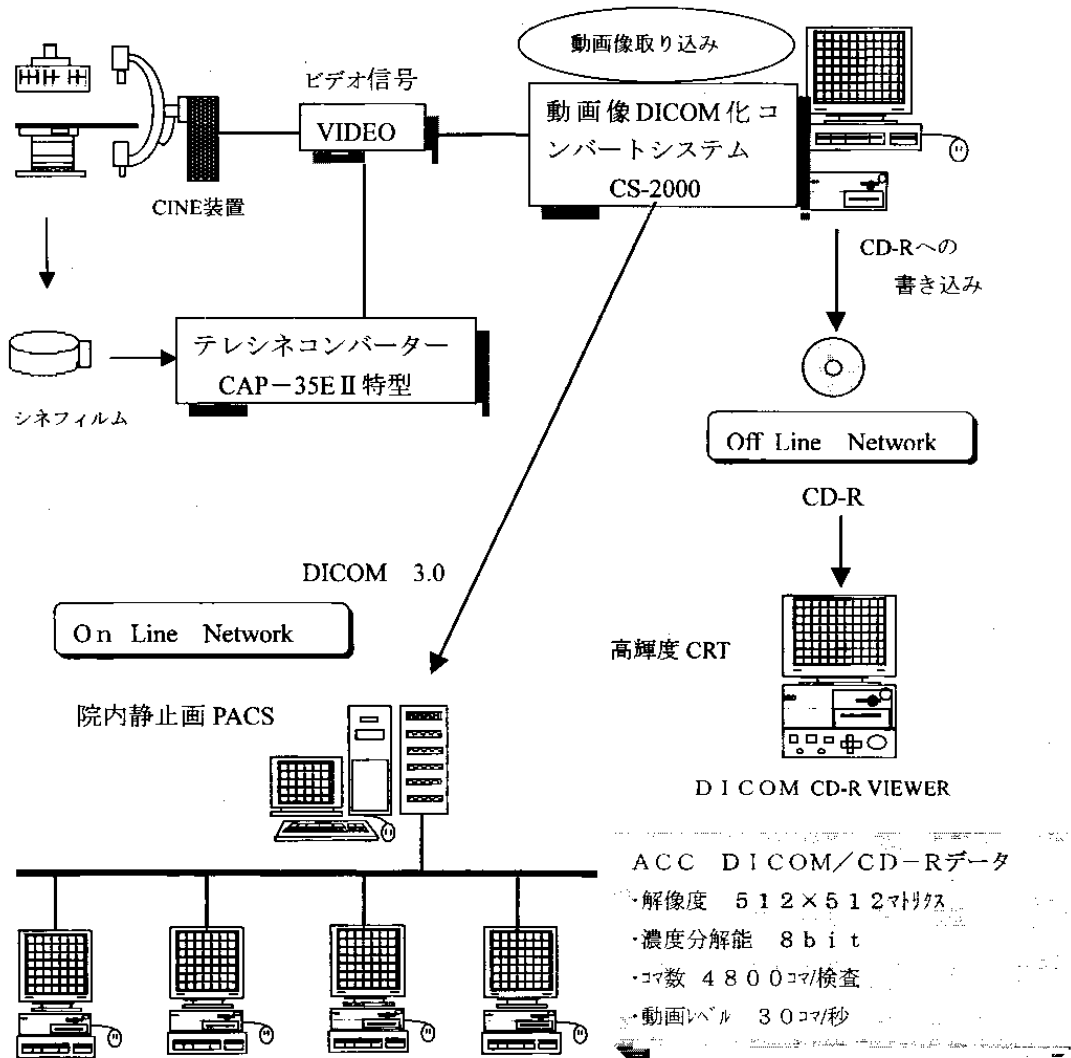 動画像取り込み
ビデオ信号
VIDEO
動画像DICOM化コ
ンバートシステム
CS-2000
CINE装置
CD-Rへの
書き込み
テレシネコンバーター
CAP－35EⅡ特型
シネフィルム
Off Line Network
CD-R
DICOM 3.0
On Line Network
高輝度 CRT
院内静止画 PACS
ＤＩＣＯＭ CD-R VIEWER
ＡＣＣ ＤＩＣＯＭ／ＣＤ－Ｒデータ
・解像度 ５１２×５１２ﾏﾄﾘｸｽ
・濃度分解能 ８ｂｉｔ
・ｺﾏ数 ４８００ｺﾏ/検査
・動画ﾚﾍﾞﾙ ３０ｺﾏ/秒